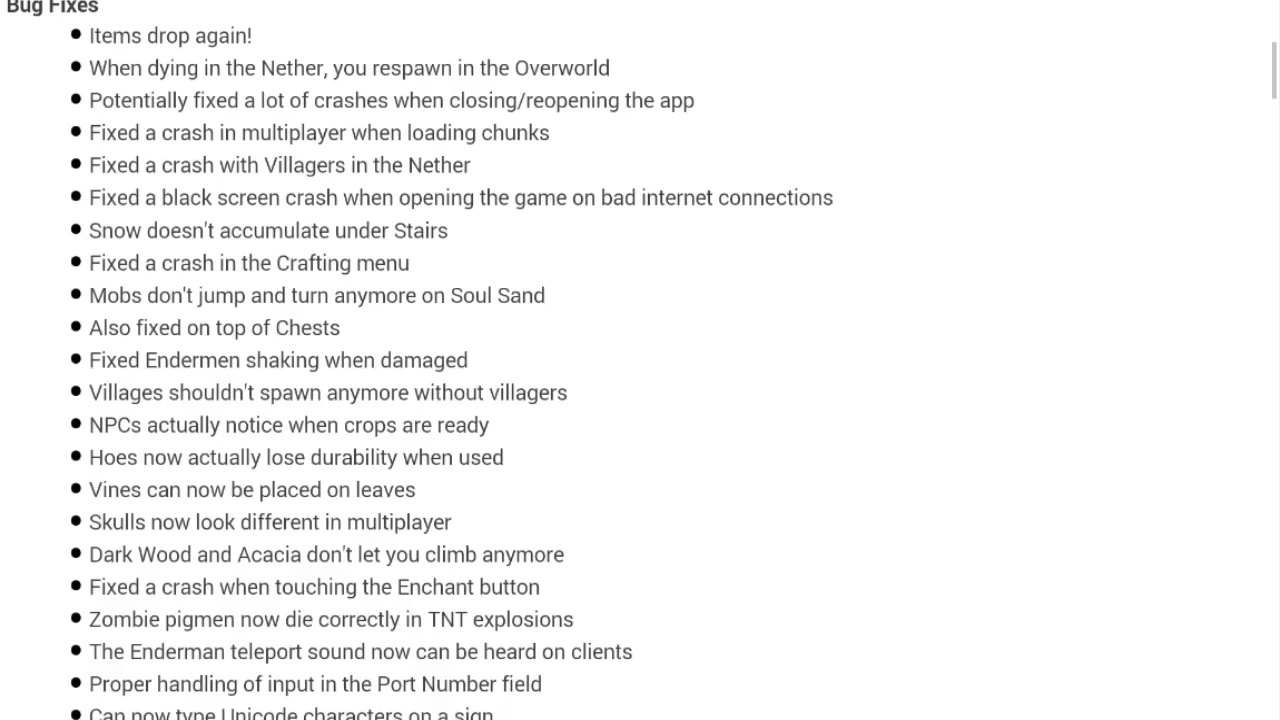 Bug Fixes
• Items drop again!
• When dying in the Nether, you respawn in the Overworld
• Potentially fixed a lot of crashes when closing/reopening the app
• Fixed a crash in multiplayer when loading chunks
• Fixed a crash with Villagers in the Nether
• Fixed a black screen crash when opening the game on bad internet connections
• Snow doesn't accumulate under Stairs
• Fixed a crash in the Crafting menu
• Mobs don't jump and turn anymore on Soul Sand
• Also fixed on top of Chests
• Fixed Endermen shaking when damaged
• Villages shouldn't spawn anymore without villagers
• NPCs actually notice when crops are ready
• Hoes now actually lose durability when used
• Vines can now be placed on leaves
• Skulls now look different in multiplayer
• Dark Wood and Acacia don't let you climb anymore
• Fixed a crash when touching the Enchant button
• Zombie pigmen now die correctly in TNT explosions
• The Enderman teleport sound now can be heard on clients
• Proper handling of input in the Port Number field
• Can now type Unicode characters on a sign